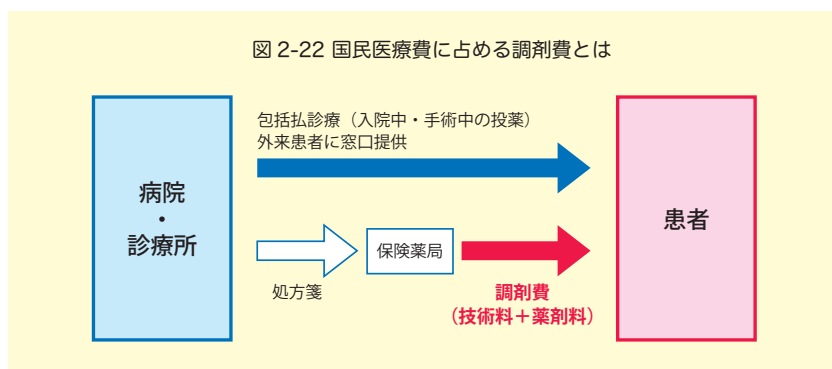 図 2-22 国民医療費に占める調剤費とは
包括払診療（入院中・手術中の投薬）
外来患者に窓口提供
病院
・
診療所
患者
保険薬局
処方箋
調剤費
（技術料＋薬剤料）